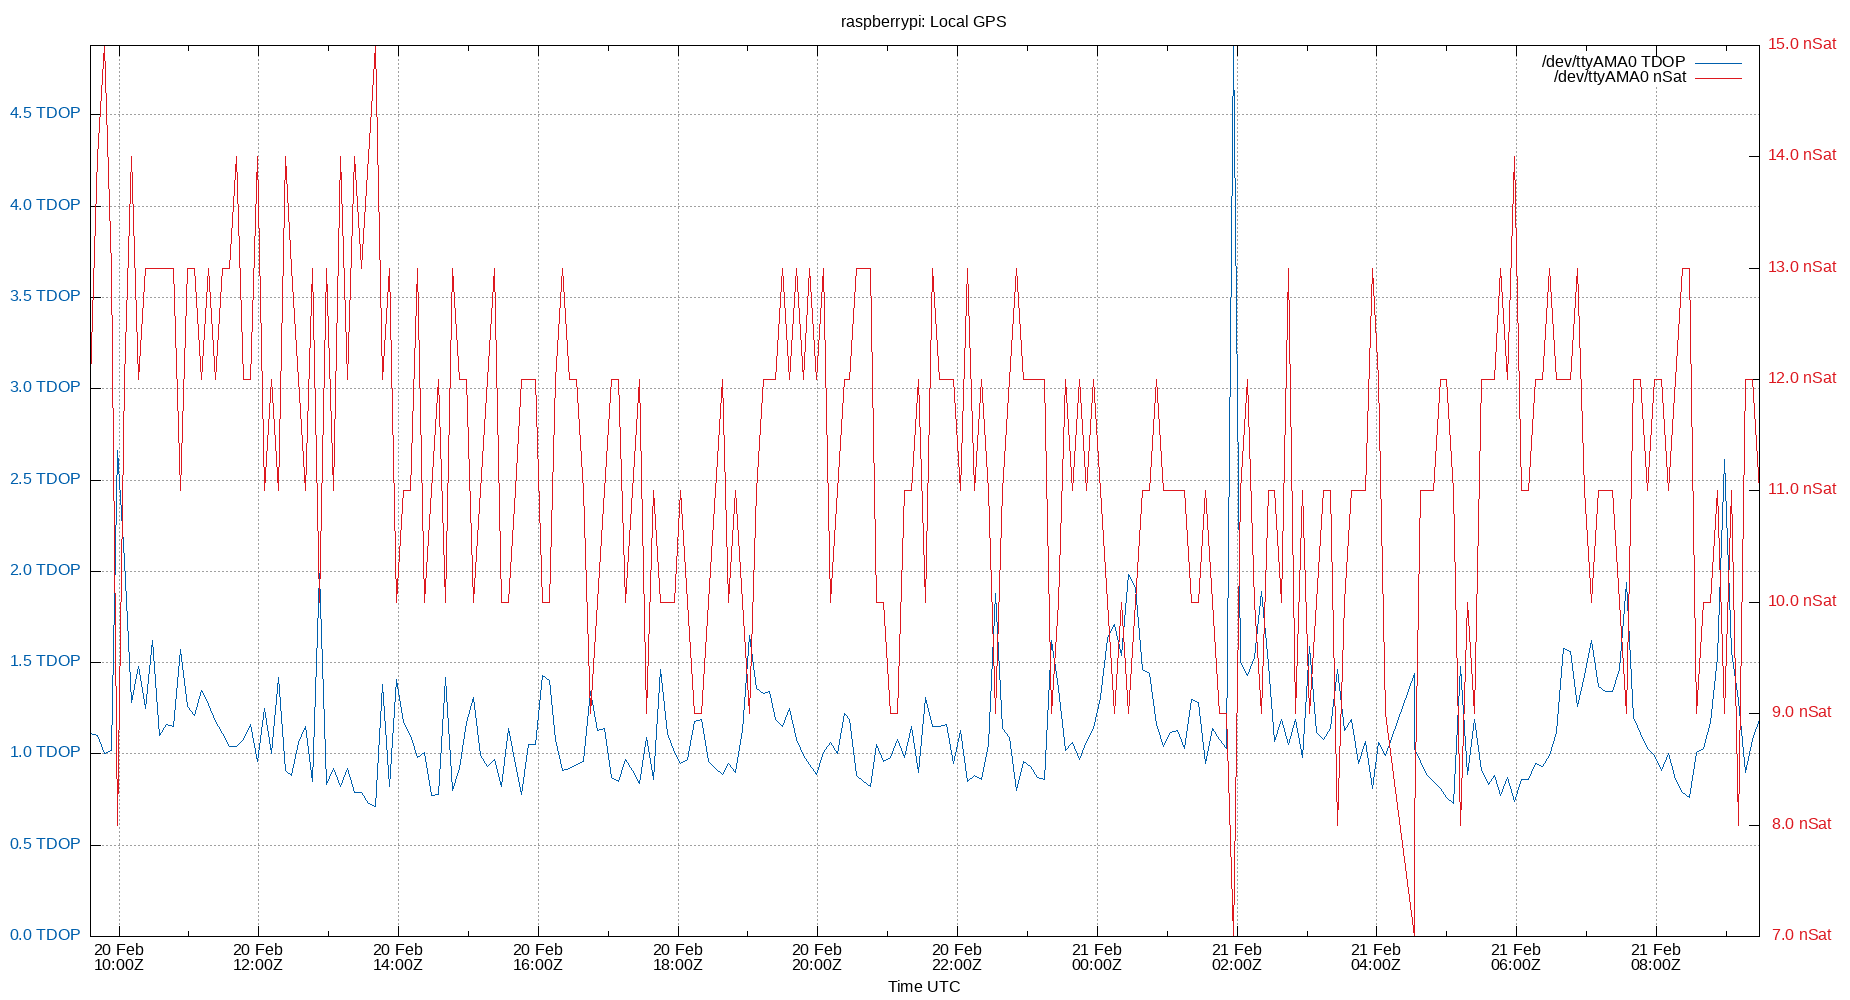 raspberrypi: Local GPS
/dev/ttyAMA0 TDOP
/dev/ttyAMA0 nSat
4.5 TDOP
4.0 TDOP
3.5 TDOP
3.0 TDOP
2.5 TDOP
2.0 TDOP
1.5 TDOP
1.0 TDOP
0.5 TDOP
0.0 TDOP
15.0 nSat
14.0 nSat
13.0 nSat
12.0 nSat
11.0 nSat
10.0 nSat
9.0 nSat
8.0 nSat
7.0 nSat
20 Feb
10:00Z
20 Feb
12:00Z
20 Feb
14:00Z
20 Feb
16:00Z
20 Feb
18:00Z
20 Feb
20:00Z
20 Feb
22:00Z
21 Feb
00:00Z
21 Feb
02:00Z
21 Feb
04:00Z
21 Feb
06:00Z
21 Feb
08:00Z
Time UTC